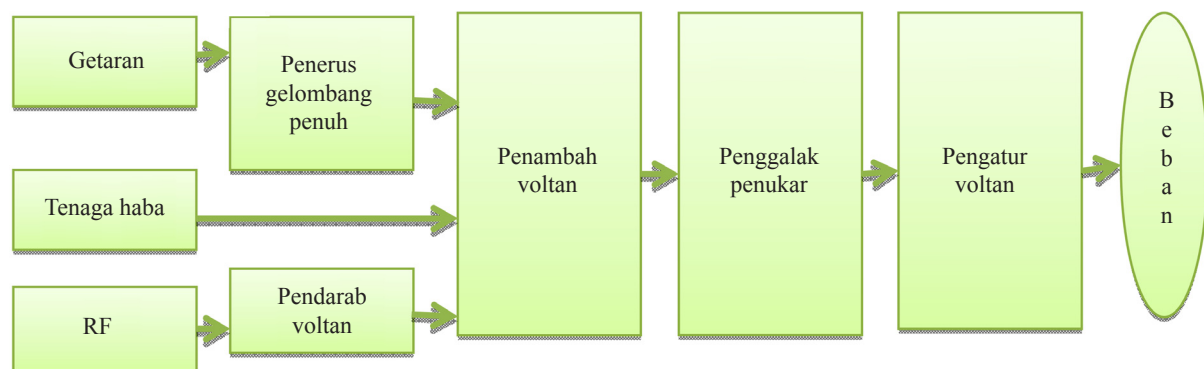 Getaran
Penerus
gelombang
penuh
Tenaga haba
RF
Pendarab
voltan
Penambah
voltan
Penggalak
penukar
Pengatur
voltan
B
e
b
a
n